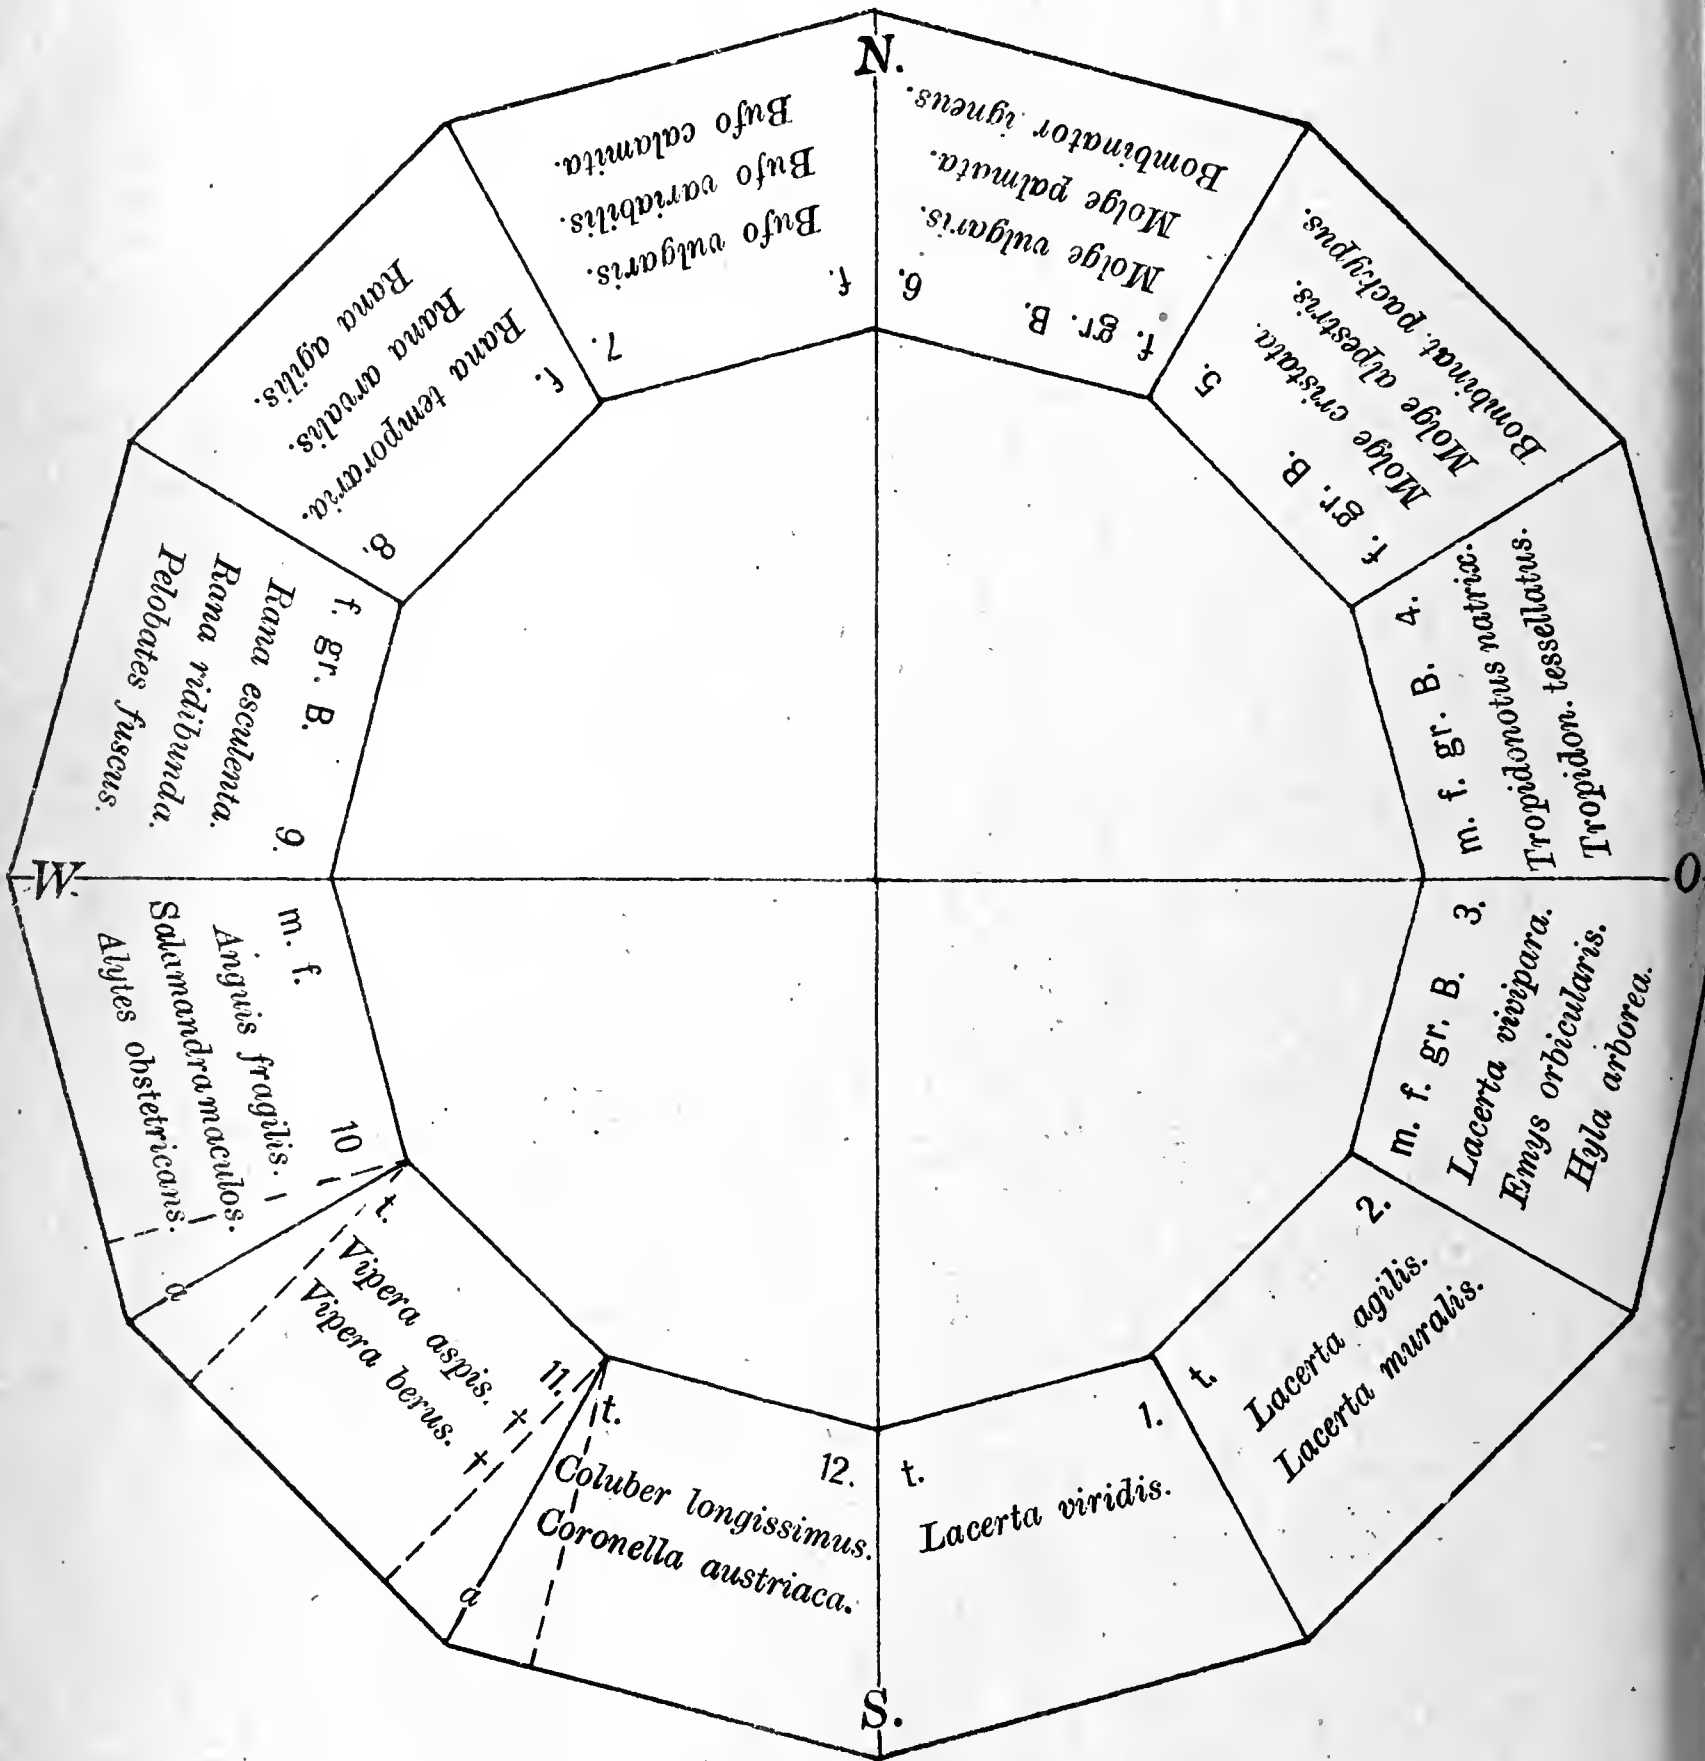 N.
O.
S.
W.
1.
t.
Lacerta viridis.
2.
t.
Lacerta agilis.
Lacerta muralis.
3.
m. f. gr. B.
Lacerta vivipara.
Emys orbicularis.
Hyla arborea.
4.
m. f. gr. B.
Tropidonotus natrix.
Tropidon. tessellatus.
5.
f. gr. B.
Molge cristata.
Molge alpestris.
Bombinat. pachypus.
6.
f. gr. B.
Molge vulgaris.
Molge palmata.
Bombinator igneus.
7.
f.
Bufo vulgaris.
Bufo variabilis.
Bufo calamita.
8.
f.
Rana temporaria.
Rana arvalis.
Rana agilis.
9.
f. gr. B.
Rana esculenta.
Rana ridibunda.
Pelobates fuscus.
10
m. f.
Anguis fragilis.
Salamandra maculos.
Alytes obstetricans.
a
11.
t.
Vipera aspis. †
Vipera berus. †
a
12.
t.
Coluber longissimus.
Coronella austriaca.